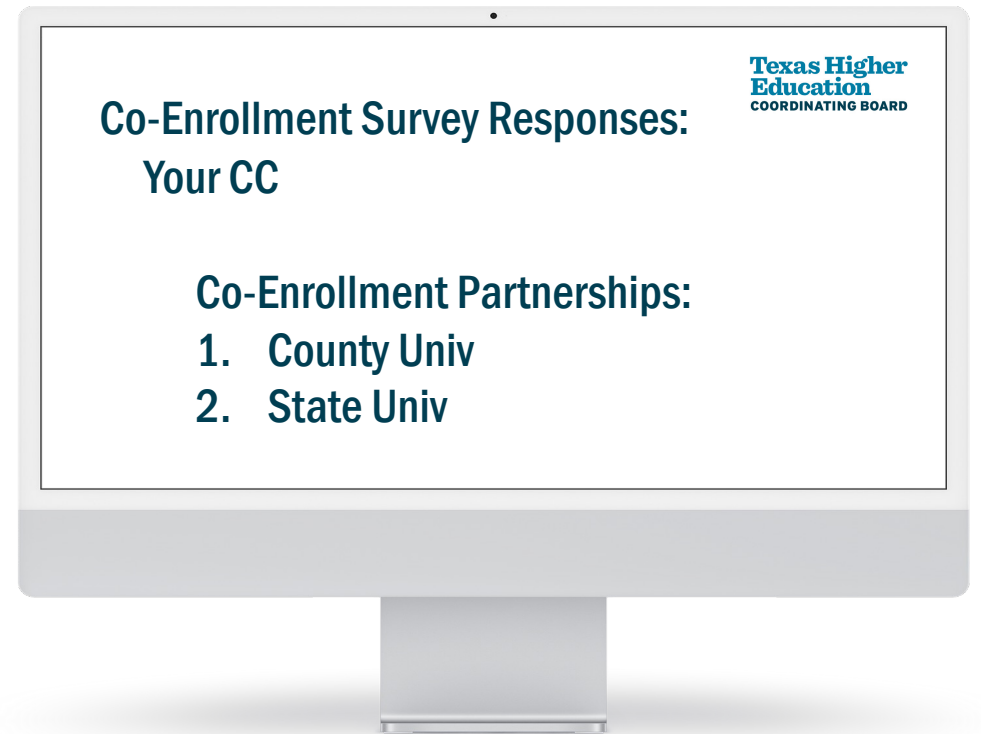 Texas Higher
Education
COORDINATING BOARD
Co-Enrollment Survey Responses:
Your CC
Co-Enrollment Partnerships:
1. County Univ
2. State Univ